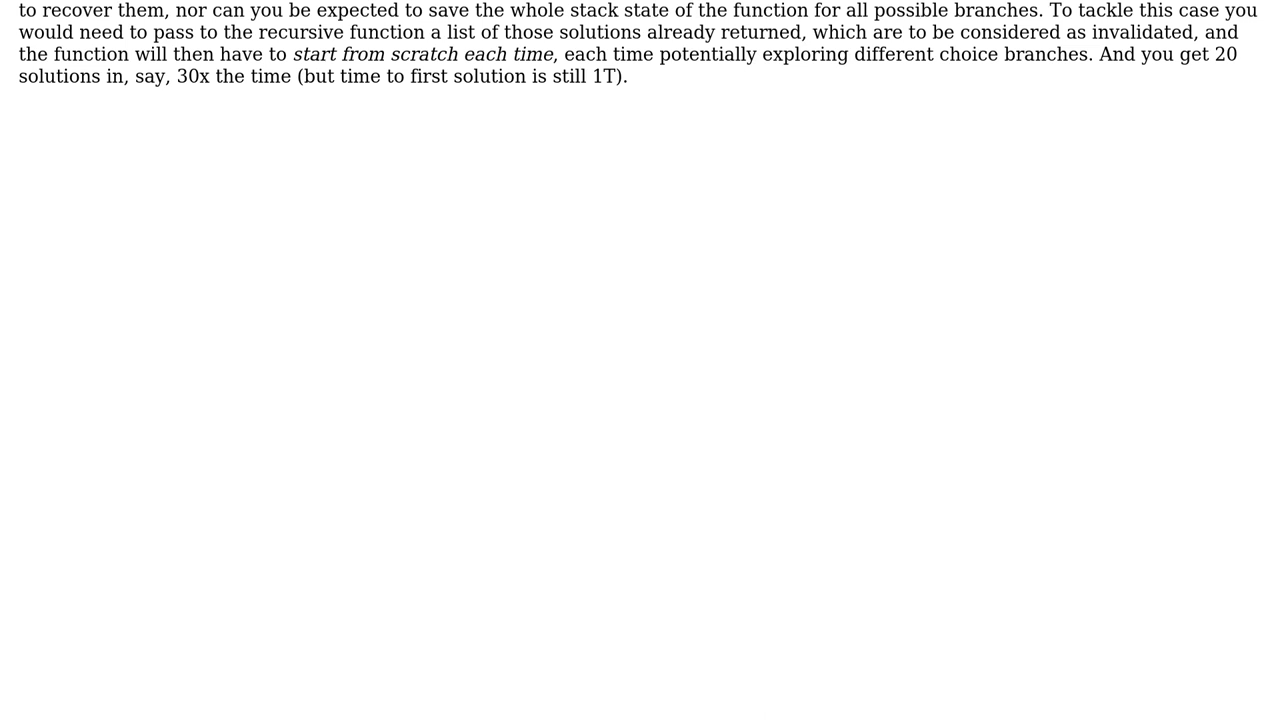 to recover them, nor can you be expected to save the whole stack state of the function for all possible branches. To tackle this case you
would need to pass to the recursive function a list of those solutions already returned, which are to be considered as invalidated, and
the function will then have to start from scratch each time, each time potentially exploring different choice branches. And you get 20
solutions in, say, 30x the time (but time to first solution is still 1T).